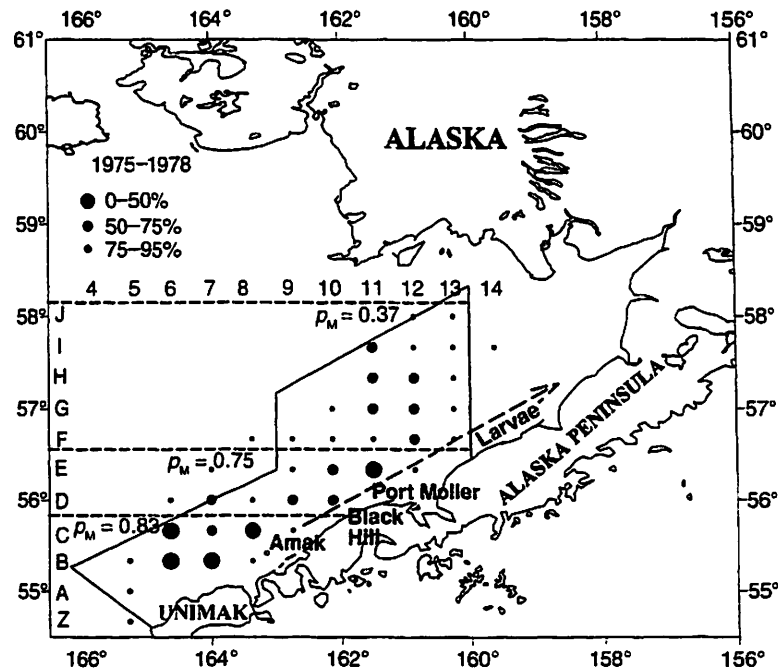 166° 164° 162° 160° 158° 156°
61° 61°
60° 60°
ALASKA
1975–1978
0–50%
50–75%
75–95%
59° 59°
4 5 6 7 8 9 10 11 12 13 14
58° J pM = 0.37 58°
I
H
57° G 57°
Larvae
F
ALASKA PENINSULA
E pM = 0.75
Port Moller
56° D 56°
Black
C pM = 0.83
Hill
Amak
B
55° A 55°
UNIMAK
Z
166° 164° 162° 160° 158° 156°